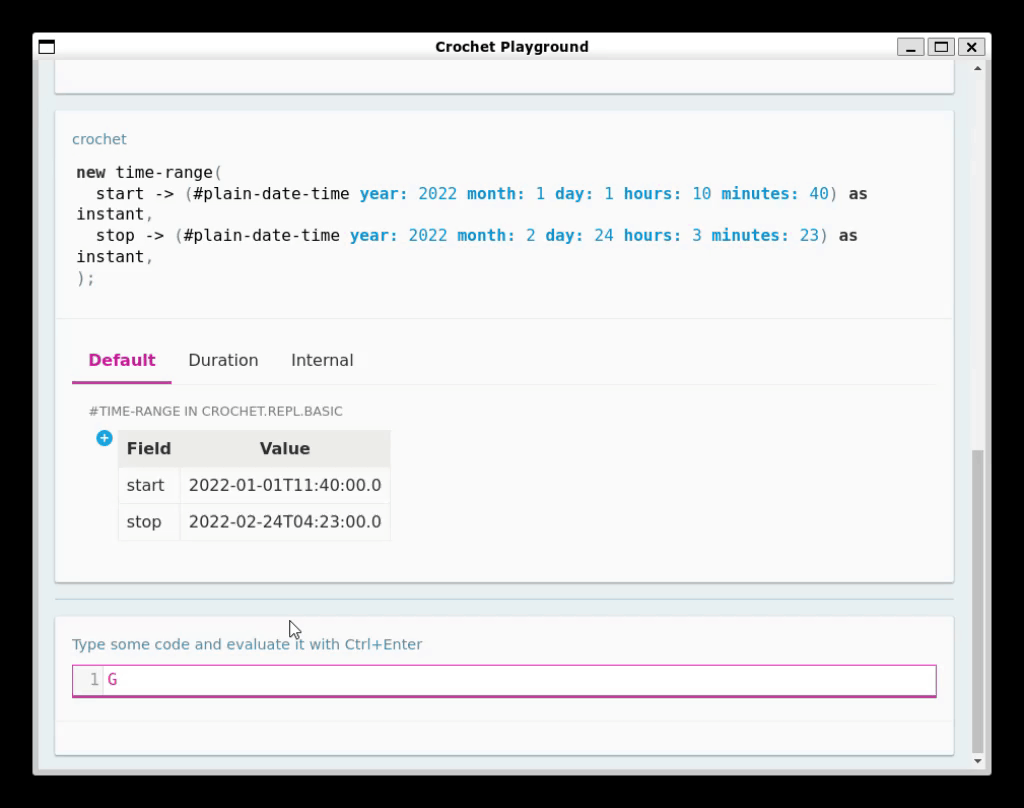 Crochet Playground
crochet
new time-range(
start -> (#plain-date-time year: 2022 month: 1 day: 1 hours: 10 minutes: 40) as
instant,
stop -> (#plain-date-time year: 2022 month: 2 day: 24 hours: 3 minutes: 23) as
instant,
);
Default Duration Internal
#TIME-RANGE IN CROCHET.REPL.BASIC
Field Value
start 2022-01-01T11:40:00.0
stop 2022-02-24T04:23:00.0
Type some code and evaluate it with Ctrl+Enter
1 G